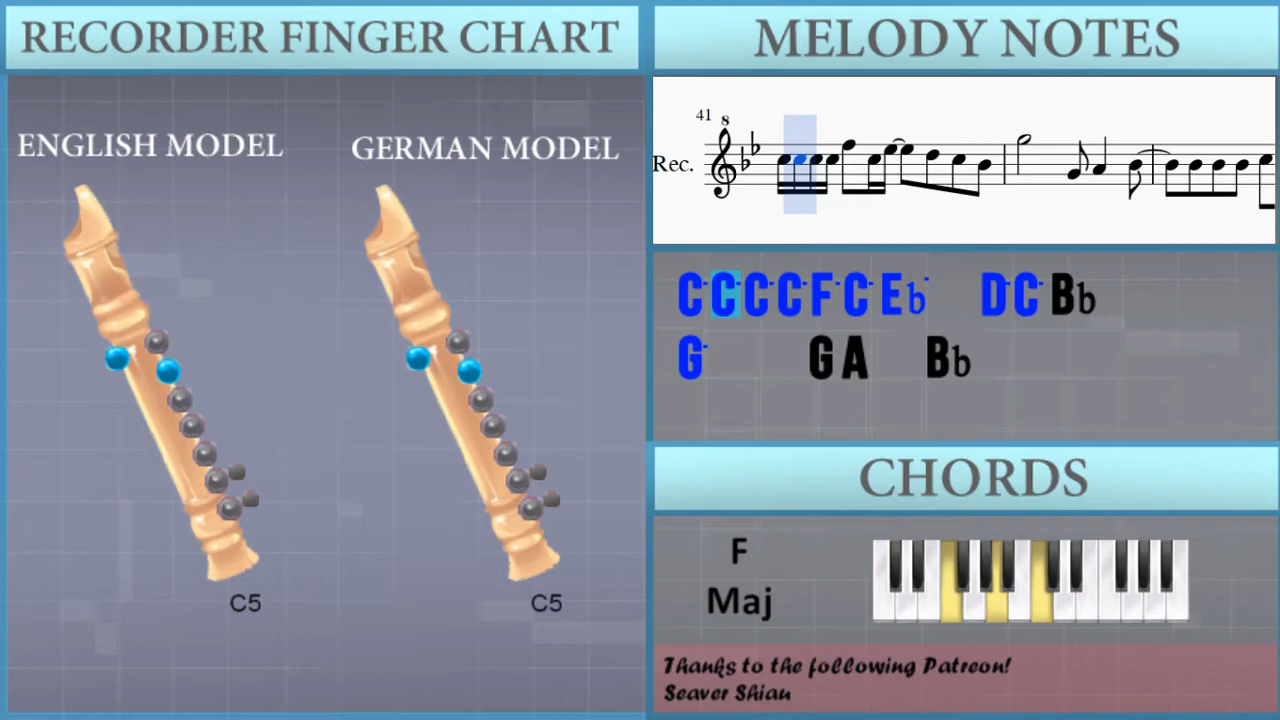 RECORDER FINGER CHART
ENGLISH MODEL
GERMAN MODEL
C5
C5
MELODY NOTES
41
8
Rec.
C· C· C· C· F· C· Eb· D· C· Bb
G· G A Bb
CHORDS
F
Maj
Thanks to the following Patreon!
Seaver Shiau